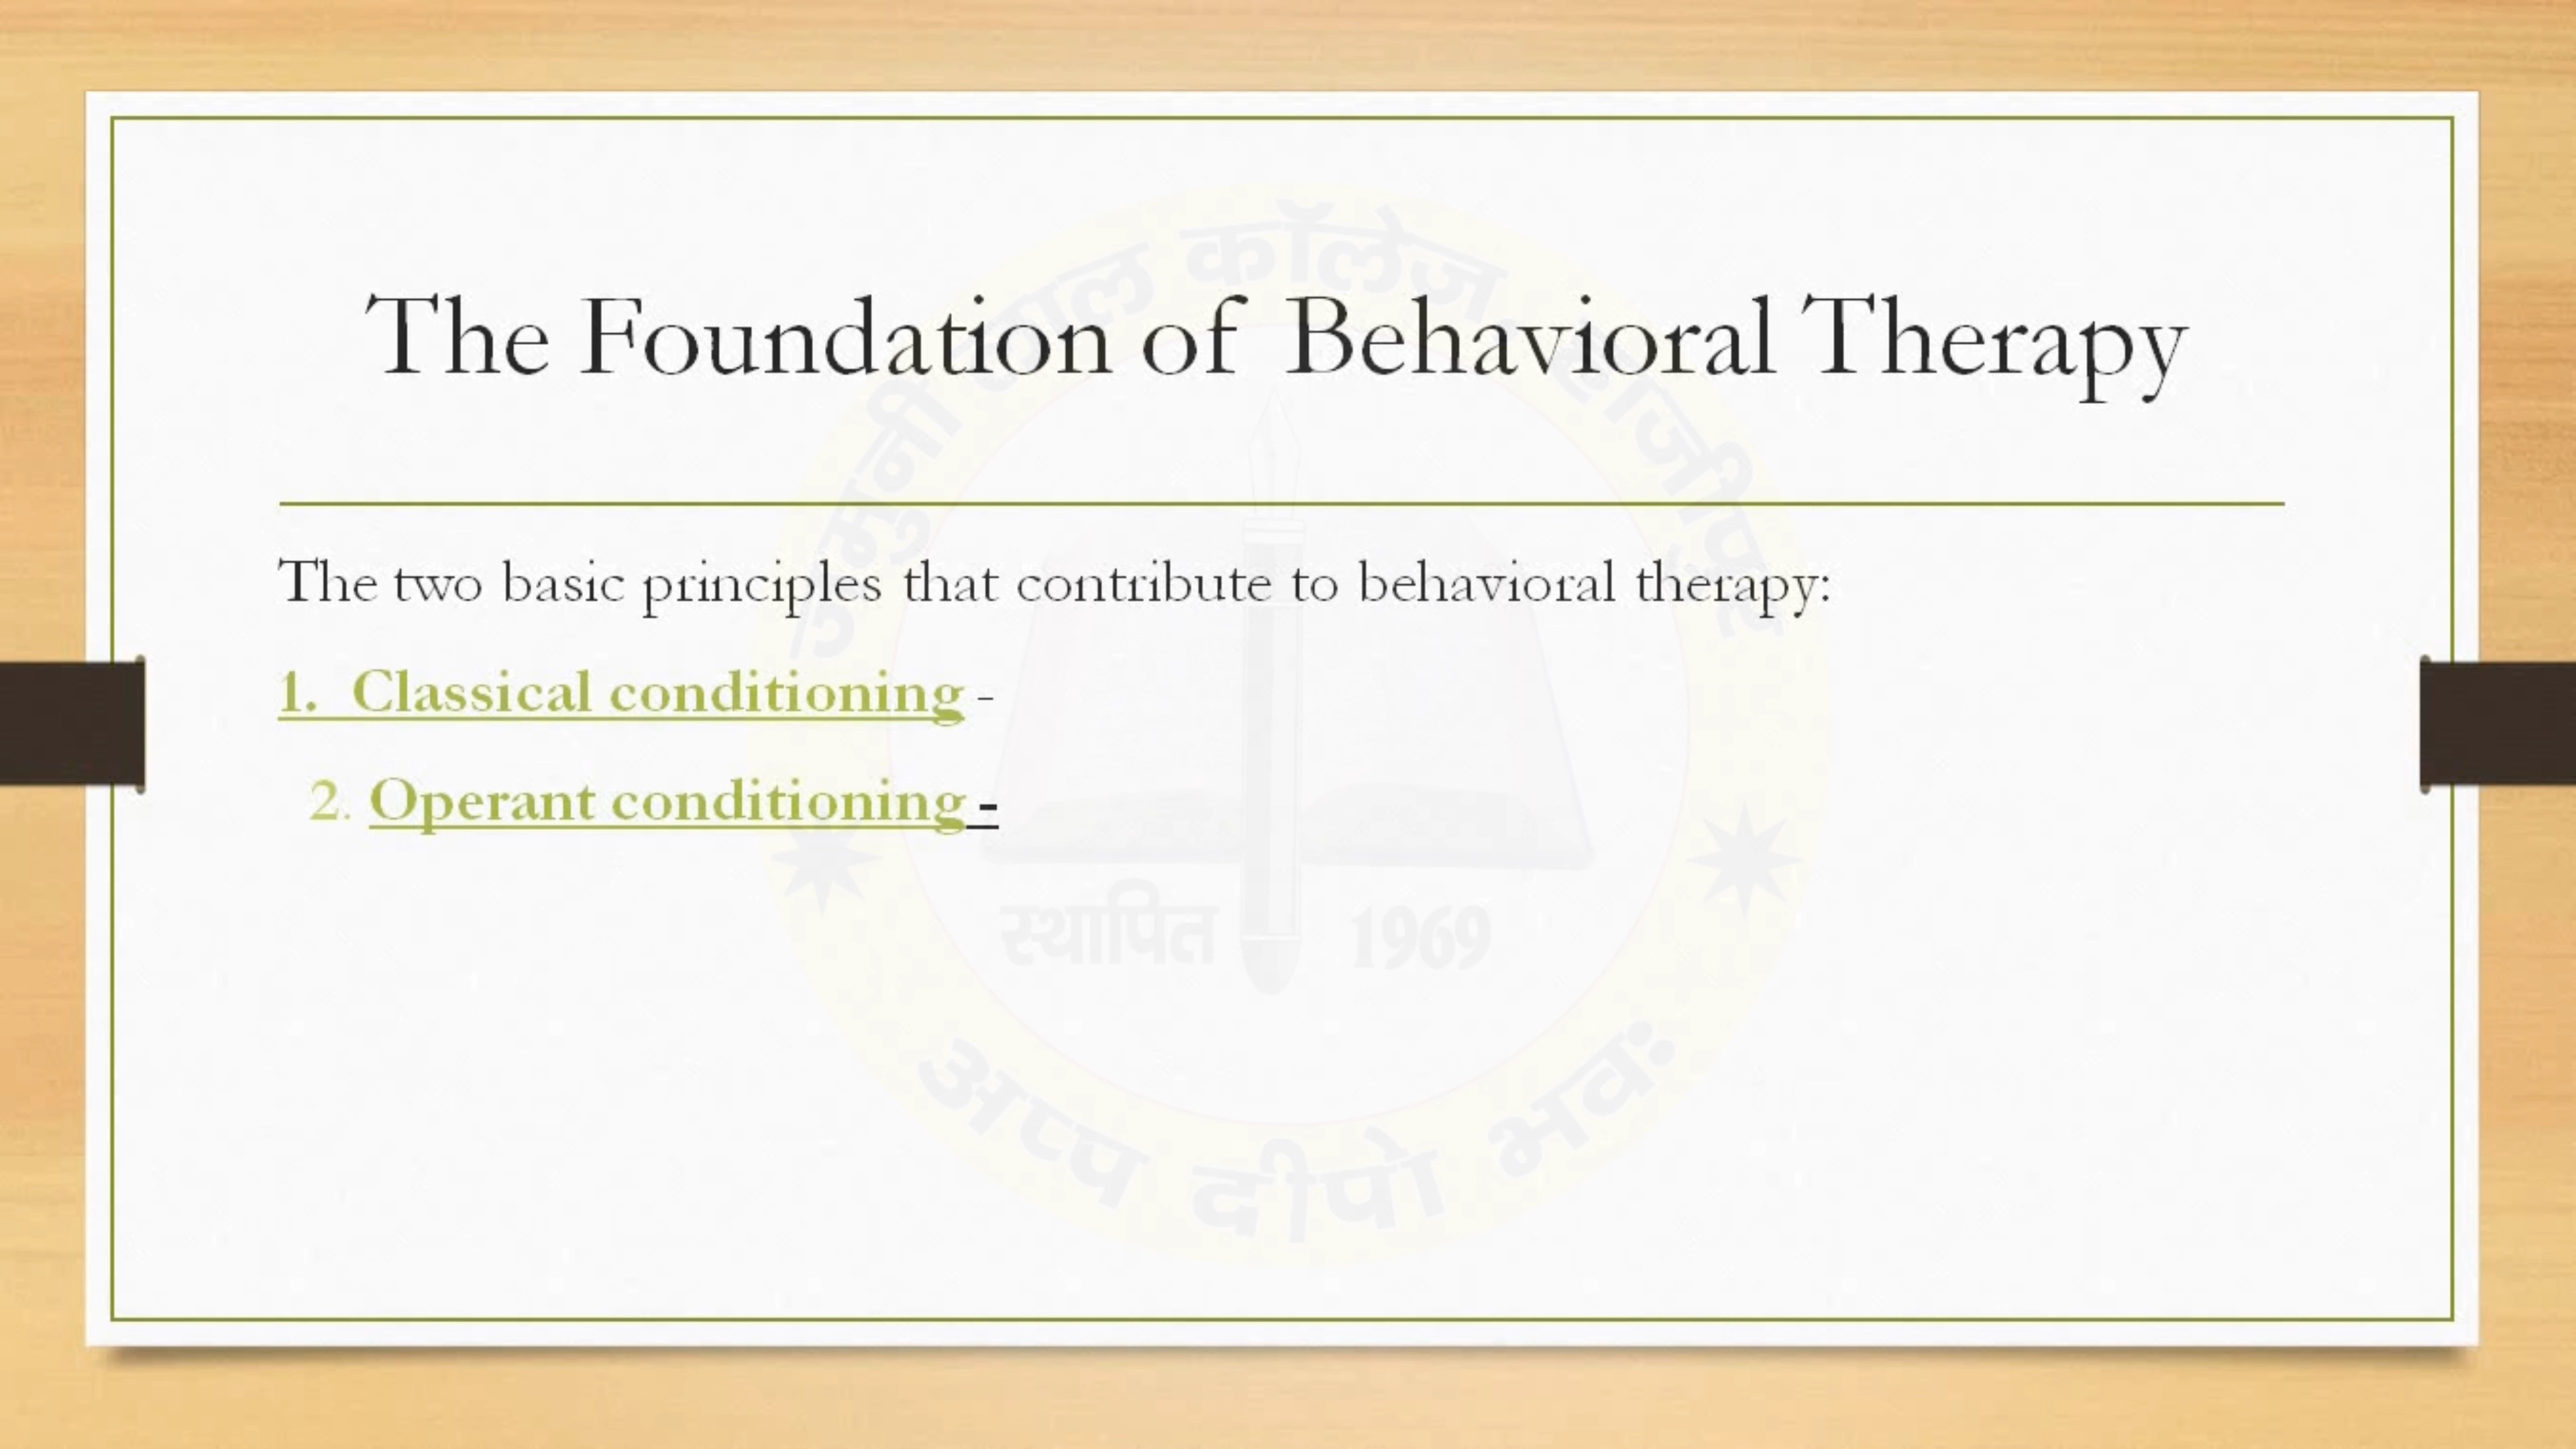 The Foundation of Behavioral Therapy
The two basic principles that contribute to behavioral therapy:
1. Classical conditioning -
2. Operant conditioning -
मुनी लाल कॉलेज, हाजीपुर
स्थापित 1969
अप्प दीपो भवः